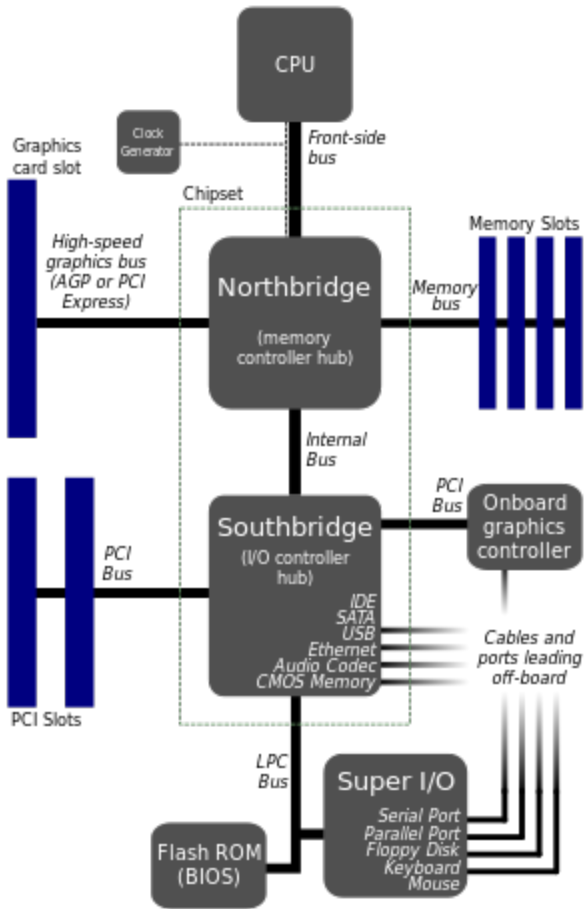 CPU
Clock
Generator
Front-side
bus
Graphics
card slot
Chipset
High-speed
graphics bus
(AGP or PCI
Express)
Northbridge
(memory
controller hub)
Memory Slots
Memory
bus
Internal
Bus
PCI
Bus
Onboard
graphics
controller
Southbridge
(I/O controller
hub)
PCI
Bus
IDE
SATA
USB
Ethernet
Audio Codec
CMOS Memory
Cables and
ports leading
off-board
PCI Slots
LPC
Bus
Super I/O
Serial Port
Parallel Port
Floppy Disk
Keyboard
Mouse
Flash ROM
(BIOS)